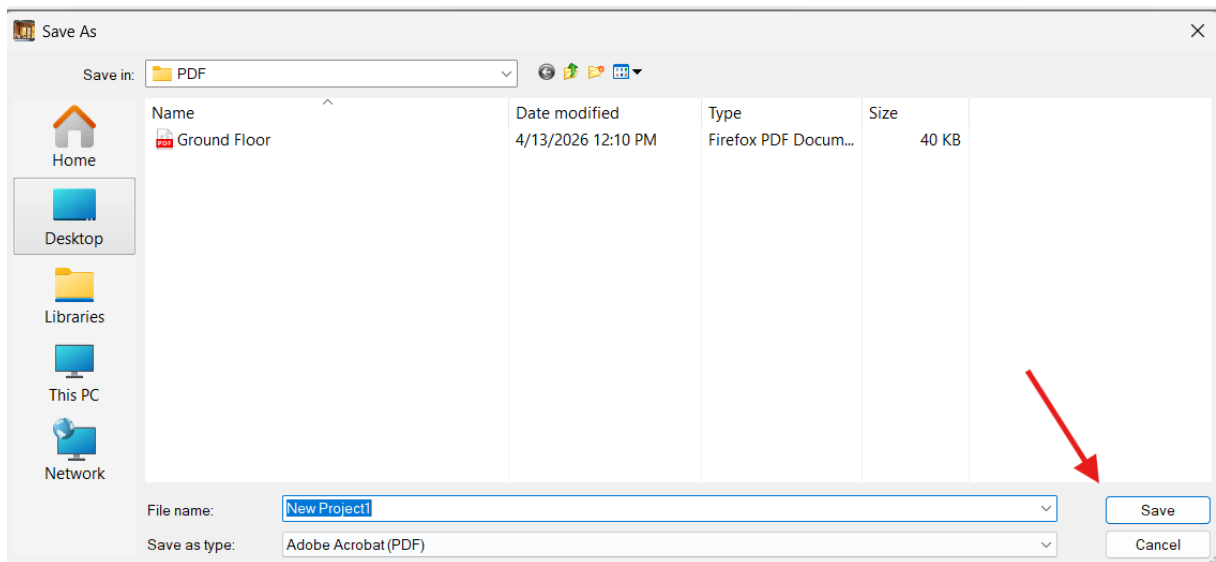 Save As
Save in: PDF
Name Date modified Type Size
Ground Floor 4/13/2026 12:10 PM Firefox PDF Docum... 40 KB
Home
Desktop
Libraries
This PC
Network
File name: New Project1 Save
Save as type: Adobe Acrobat (PDF) Cancel